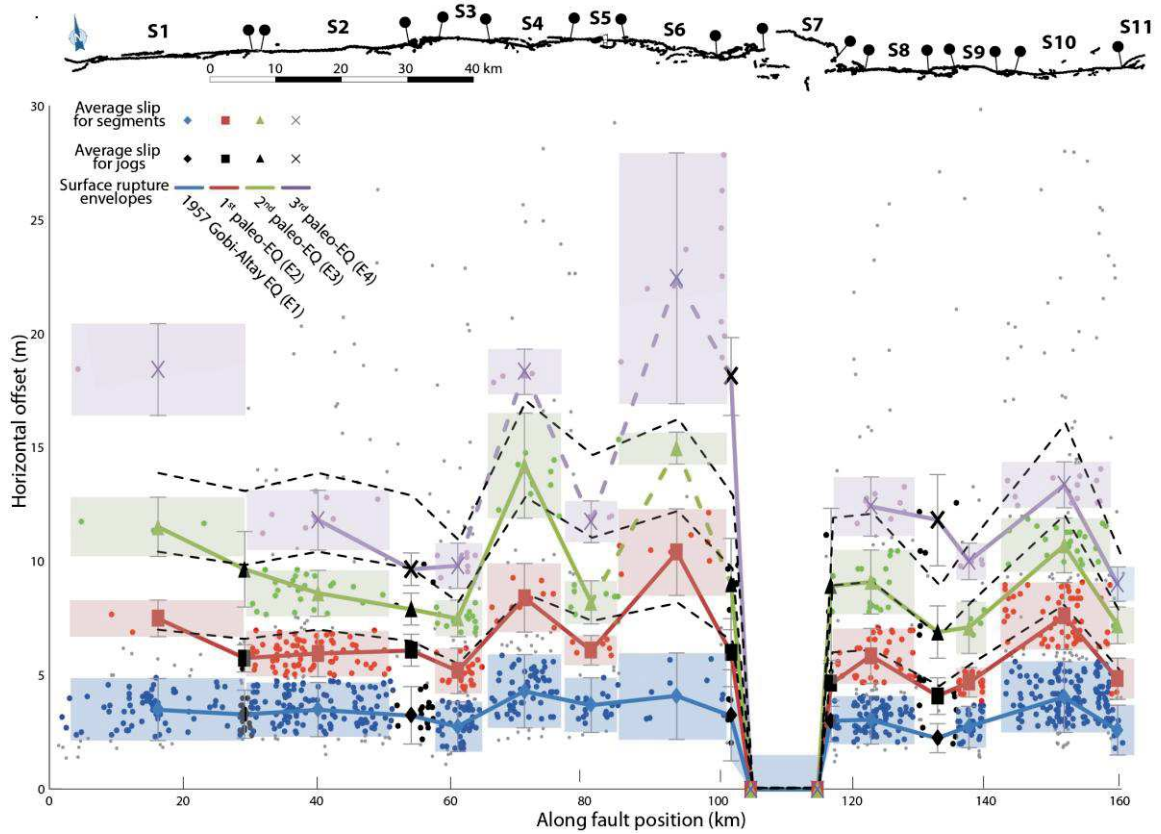 S1 S2 S3 S4 S5 S6 S7 S8 S9 S10 S11
0 10 20 30 40 km
Average slip
for segments
Average slip
for jogs
Surface rupture
envelopes
1957 Gobi-Altay EQ (E1)
1st paleo-EQ (E2)
2nd paleo-EQ (E3)
3rd paleo-EQ (E4)
Horizontal offset (m)
30
25
20
15
10
5
0
0 20 40 60 80 100 120 140 160
Along fault position (km)